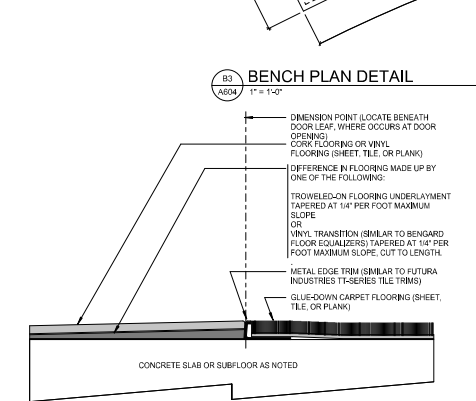 B3
A604
BENCH PLAN DETAIL
1" = 1'-0"
DIMENSION POINT (LOCATE BENEATH
DOOR LEAF, WHERE OCCURS AT DOOR
OPENING)
CORK FLOORING OR VINYL
FLOORING (SHEET, TILE, OR PLANK)
DIFFERENCE IN FLOORING MADE UP BY
ONE OF THE FOLLOWING:
TROWELED-ON FLOORING UNDERLAYMENT
TAPERED AT 1/4" PER FOOT MAXIMUM
SLOPE
OR
VINYL TRANSITION (SIMILAR TO BENGARD
FLOOR EQUALIZERS) TAPERED AT 1/4" PER
FOOT MAXIMUM SLOPE, CUT TO LENGTH.
METAL EDGE TRIM (SIMILAR TO FUTURA
INDUSTRIES TT-SERIES TILE TRIMS)
GLUE-DOWN CARPET FLOORING (SHEET,
TILE, OR PLANK)
CONCRETE SLAB OR SUBFLOOR AS NOTED